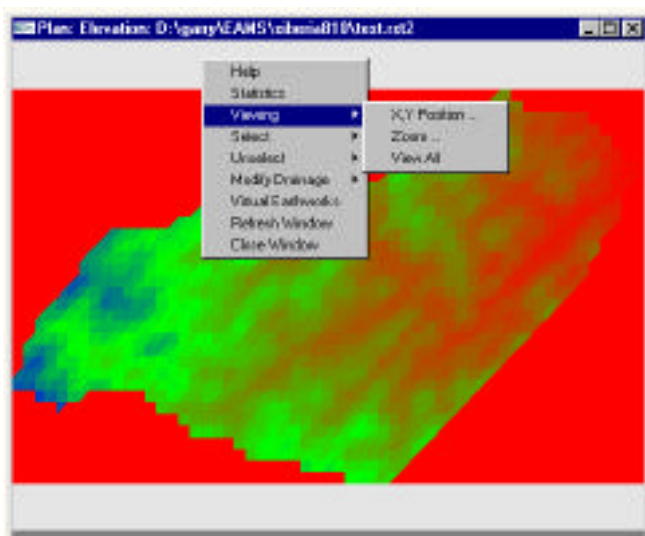 Plan: Elevation: D:\garry\EAMS\siberia810\test.rst2
Help
Statistics
Viewing
X,Y Position ..
Select
Zoom ..
Unselect
View All
Modify Drainage
Virtual Earthworks
Refresh Window
Close Window